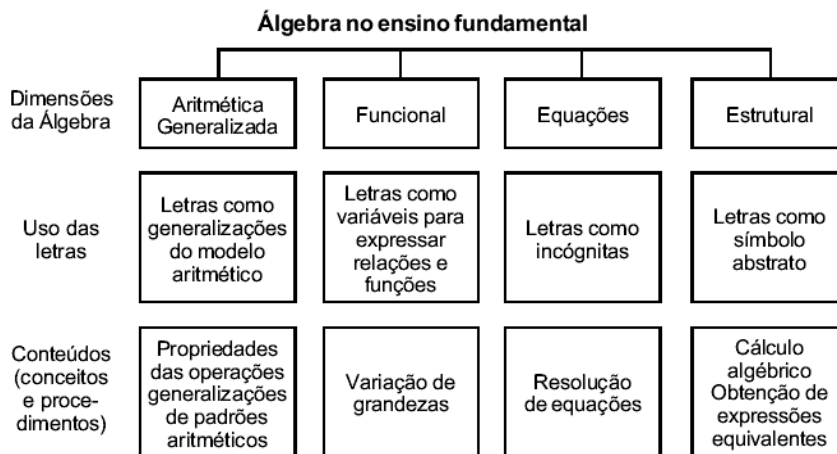 Álgebra no ensino fundamental
Dimensões
da Álgebra
Aritmética
Generalizada
Funcional
Equações
Estrutural
Uso das
letras
Letras como
generalizações
do modelo
aritmético
Letras como
variáveis para
expressar
relações e
funções
Letras como
incógnitas
Letras como
símbolo
abstrato
Conteúdos
(conceitos
e proce-
dimentos)
Propriedades
das operações
generalizações
de padrões
aritméticos
Variação de
grandezas
Resolução
de equações
Cálculo
algébrico
Obtenção de
expressões
equivalentes